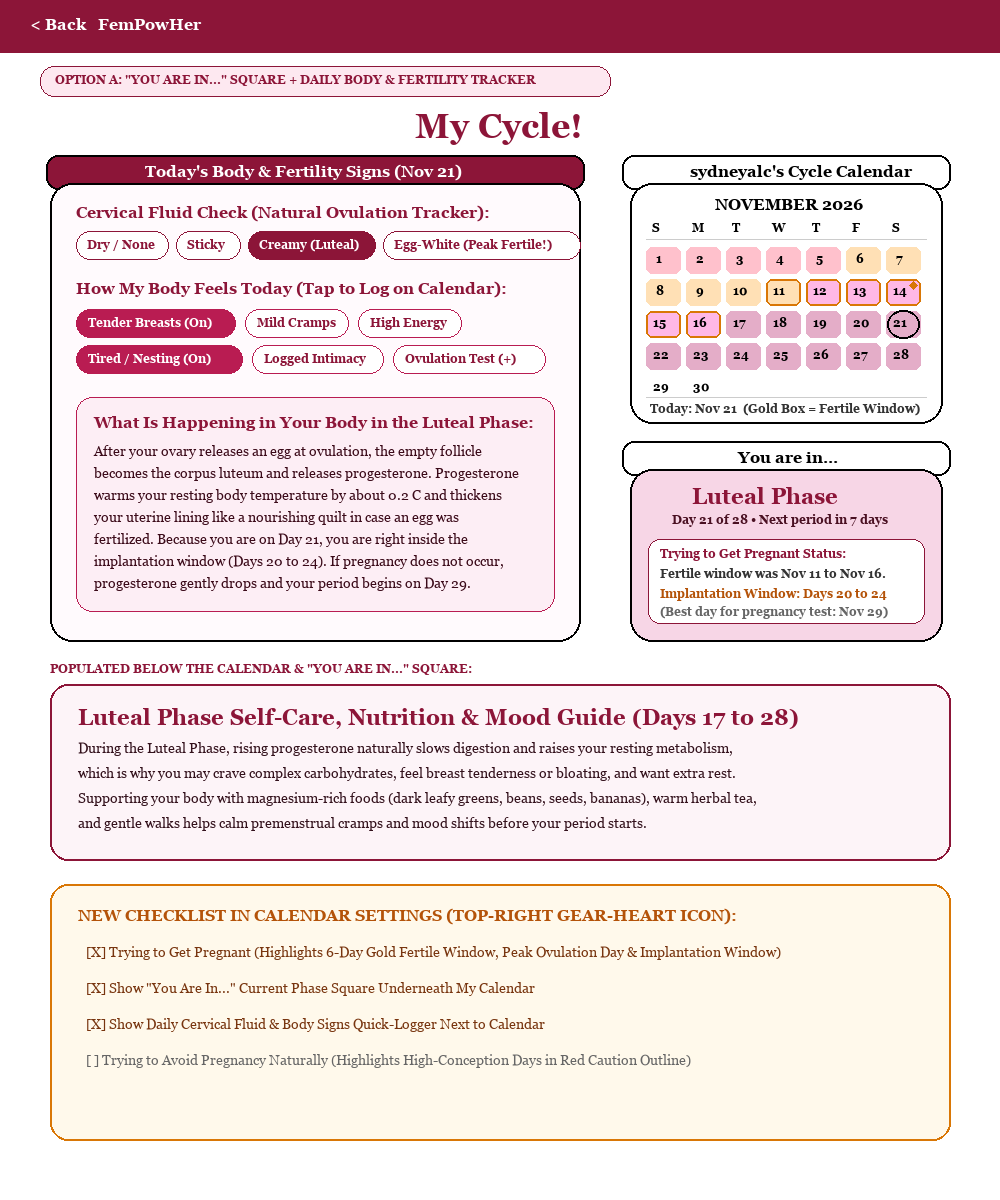 < Back FemPowHer
OPTION A: "YOU ARE IN..." SQUARE + DAILY BODY & FERTILITY TRACKER
My Cycle!
Today's Body & Fertility Signs (Nov 21)
Cervical Fluid Check (Natural Ovulation Tracker):
Dry / None Sticky Creamy (Luteal) Egg-White (Peak Fertile!)
How My Body Feels Today (Tap to Log on Calendar):
Tender Breasts (On) Mild Cramps High Energy
Tired / Nesting (On) Logged Intimacy Ovulation Test (+)
What Is Happening in Your Body in the Luteal Phase:
After your ovary releases an egg at ovulation, the empty follicle
becomes the corpus luteum and releases progesterone. Progesterone
warms your resting body temperature by about 0.2 C and thickens
your uterine lining like a nourishing quilt in case an egg was
fertilized. Because you are on Day 21, you are right inside the
implantation window (Days 20 to 24). If pregnancy does not occur,
progesterone gently drops and your period begins on Day 29.
sydneyalc's Cycle Calendar
NOVEMBER 2026
S M T W T F S
1 2 3 4 5 6 7
8 9 10 11 12 13 14
15 16 17 18 19 20 21
22 23 24 25 26 27 28
29 30
Today: Nov 21 (Gold Box = Fertile Window)
You are in...
Luteal Phase
Day 21 of 28 • Next period in 7 days
Trying to Get Pregnant Status:
Fertile window was Nov 11 to Nov 16.
Implantation Window: Days 20 to 24
(Best day for pregnancy test: Nov 29)
POPULATED BELOW THE CALENDAR & "YOU ARE IN..." SQUARE:
Luteal Phase Self-Care, Nutrition & Mood Guide (Days 17 to 28)
During the Luteal Phase, rising progesterone naturally slows digestion and raises your resting metabolism,
which is why you may crave complex carbohydrates, feel breast tenderness or bloating, and want extra rest.
Supporting your body with magnesium-rich foods (dark leafy greens, beans, seeds, bananas), warm herbal tea,
and gentle walks helps calm premenstrual cramps and mood shifts before your period starts.
NEW CHECKLIST IN CALENDAR SETTINGS (TOP-RIGHT GEAR-HEART ICON):
[X] Trying to Get Pregnant (Highlights 6-Day Gold Fertile Window, Peak Ovulation Day & Implantation Window)
[X] Show "You Are In..." Current Phase Square Underneath My Calendar
[X] Show Daily Cervical Fluid & Body Signs Quick-Logger Next to Calendar
[ ] Trying to Avoid Pregnancy Naturally (Highlights High-Conception Days in Red Caution Outline)